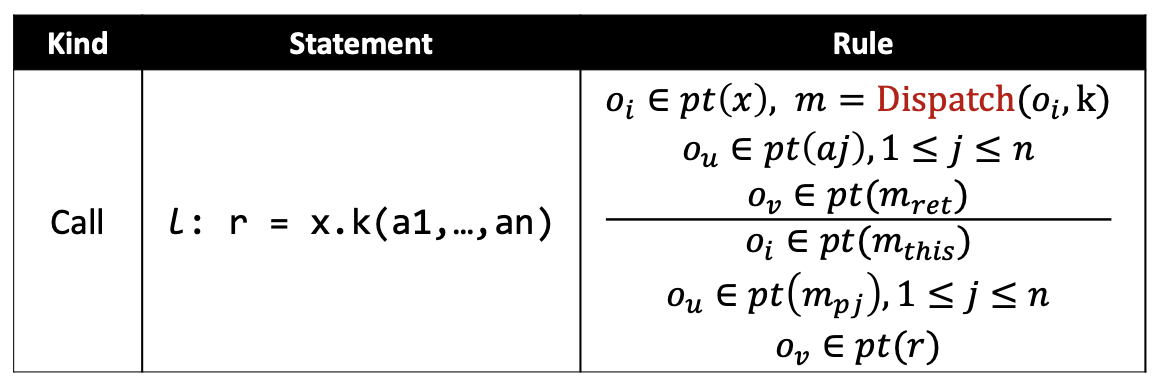 Kind Statement Rule
Call l: r = x.k(a1,…,an)
oᵢ ∈ pt(x), m = Dispatch(oᵢ, k)
oᵤ ∈ pt(aj), 1 ≤ j ≤ n
oᵥ ∈ pt(m_ret)
oᵢ ∈ pt(m_this)
oᵤ ∈ pt(m_pj), 1 ≤ j ≤ n
oᵥ ∈ pt(r)